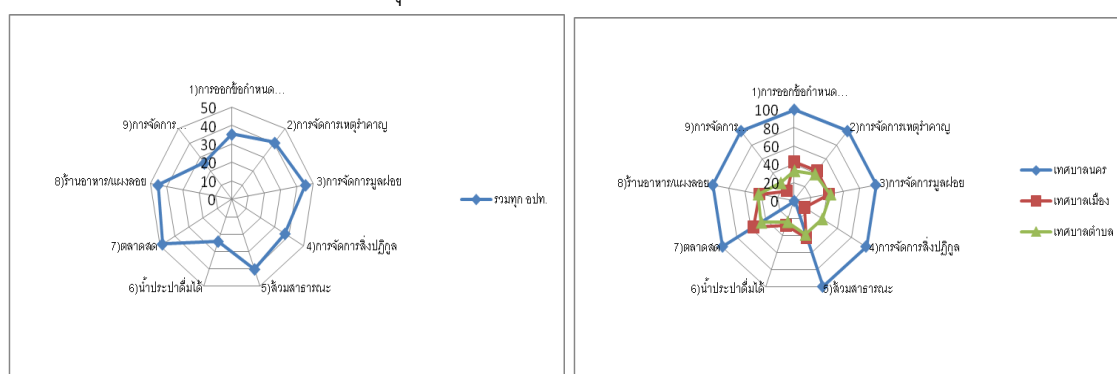 1)การออกข้อกำหนด...
2)การจัดการเหตุรำคาญ
3)การจัดการมูลฝอย
4)การจัดการสิ่งปฏิกูล
5)ส้วมสาธารณะ
6)น้ำประปาดื่มได้
7)ตลาดสด
8)ร้านอาหาร/แผงลอย
9)การจัดการ...
50
40
30
20
10
0
รวมทุก อปท.
1)การออกข้อกำหนด...
2)การจัดการเหตุรำคาญ
3)การจัดการมูลฝอย
4)การจัดการสิ่งปฏิกูล
5)ส้วมสาธารณะ
6)น้ำประปาดื่มได้
7)ตลาดสด
8)ร้านอาหาร/แผงลอย
9)การจัดการ...
100
80
60
40
20
0
เทศบาลนคร
เทศบาลเมือง
เทศบาลตำบล